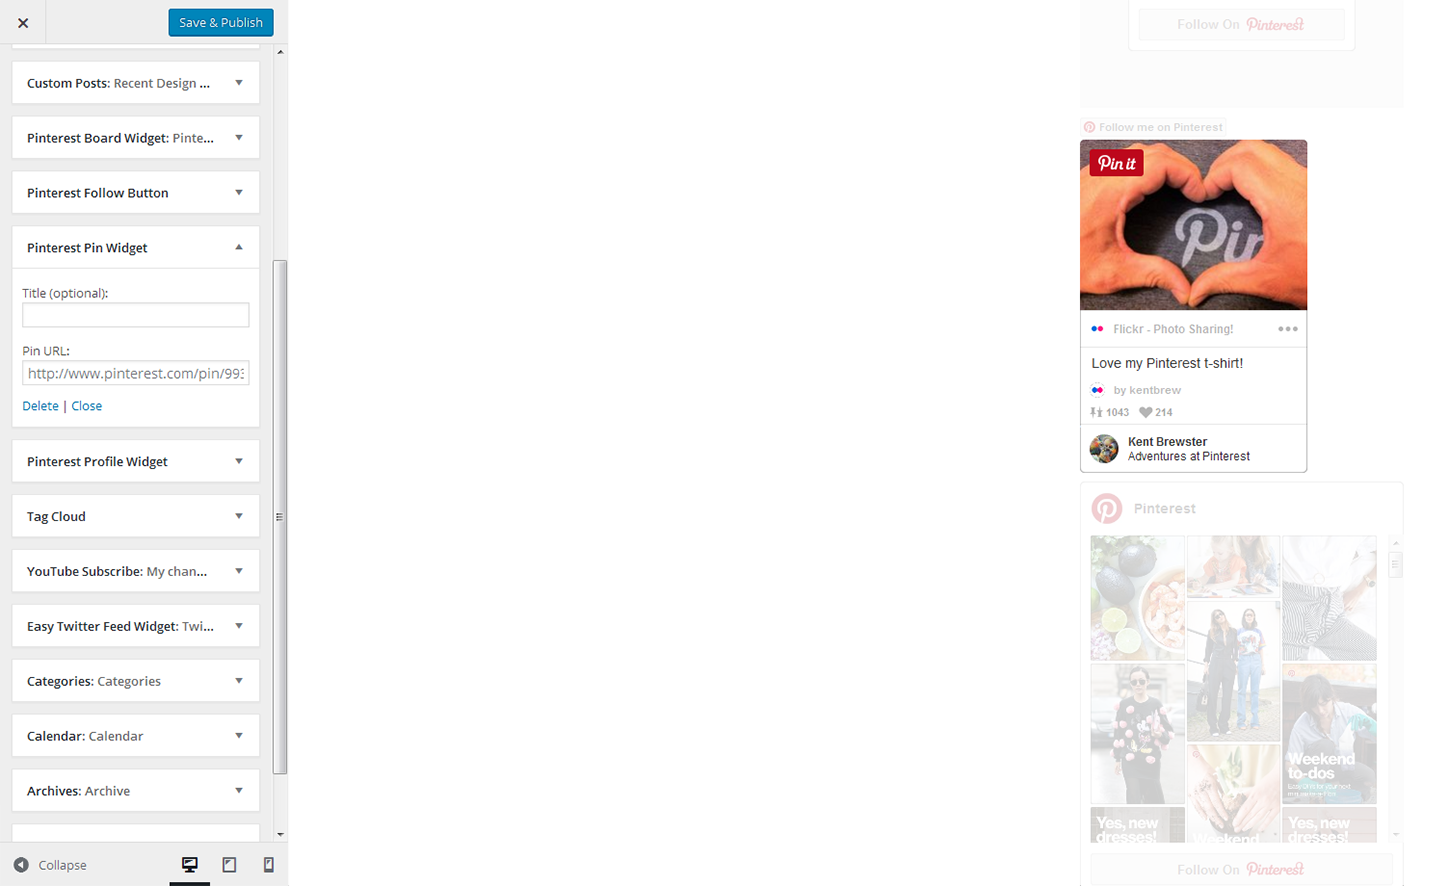 Save & Publish
Custom Posts: Recent Design ...
Pinterest Board Widget: Pinte...
Pinterest Follow Button
Pinterest Pin Widget
Title (optional):
Pin URL:
http://www.pinterest.com/pin/993
Delete | Close
Pinterest Profile Widget
Tag Cloud
YouTube Subscribe: My chan...
Easy Twitter Feed Widget: Twi...
Categories: Categories
Calendar: Calendar
Archives: Archive
Collapse
Follow On Pinterest
Follow me on Pinterest
Pin it
Pin
Flickr - Photo Sharing!
Love my Pinterest t-shirt!
by kentbrew
1043 214
Kent Brewster
Adventures at Pinterest
Pinterest
Weekend
to-dos
Yes, new
dresses!
Weekend
Yes, new
dresses!
Follow On Pinterest